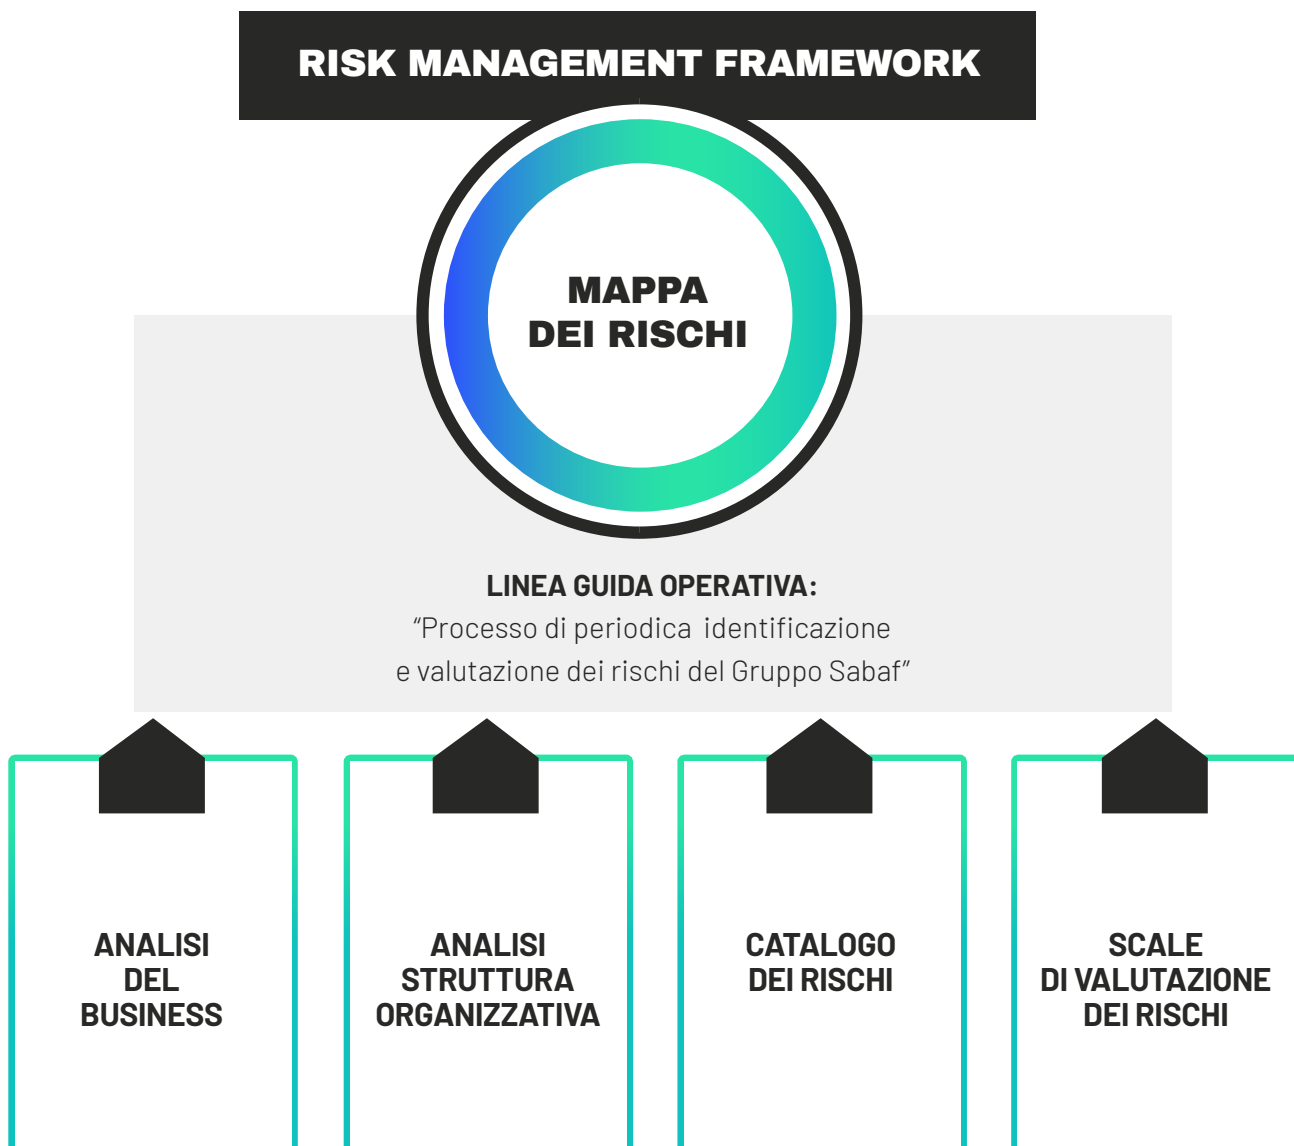 RISK MANAGEMENT FRAMEWORK
MAPPA
DEI RISCHI
LINEA GUIDA OPERATIVA:
“Processo di periodica identificazione
e valutazione dei rischi del Gruppo Sabaf”
ANALISI
DEL
BUSINESS
ANALISI
STRUTTURA
ORGANIZZATIVA
CATALOGO
DEI RISCHI
SCALE
DI VALUTAZIONE
DEI RISCHI